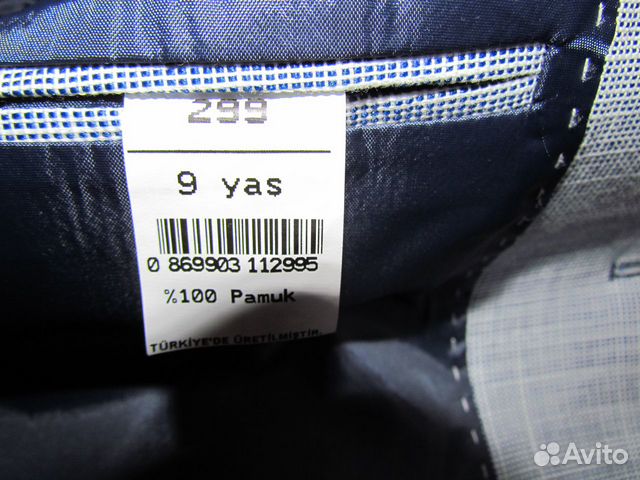 299
9 yas
0 869903 112995
%100 Pamuk
TÜRKİYE'DE ÜRETİLMİŞTİR.
Avito